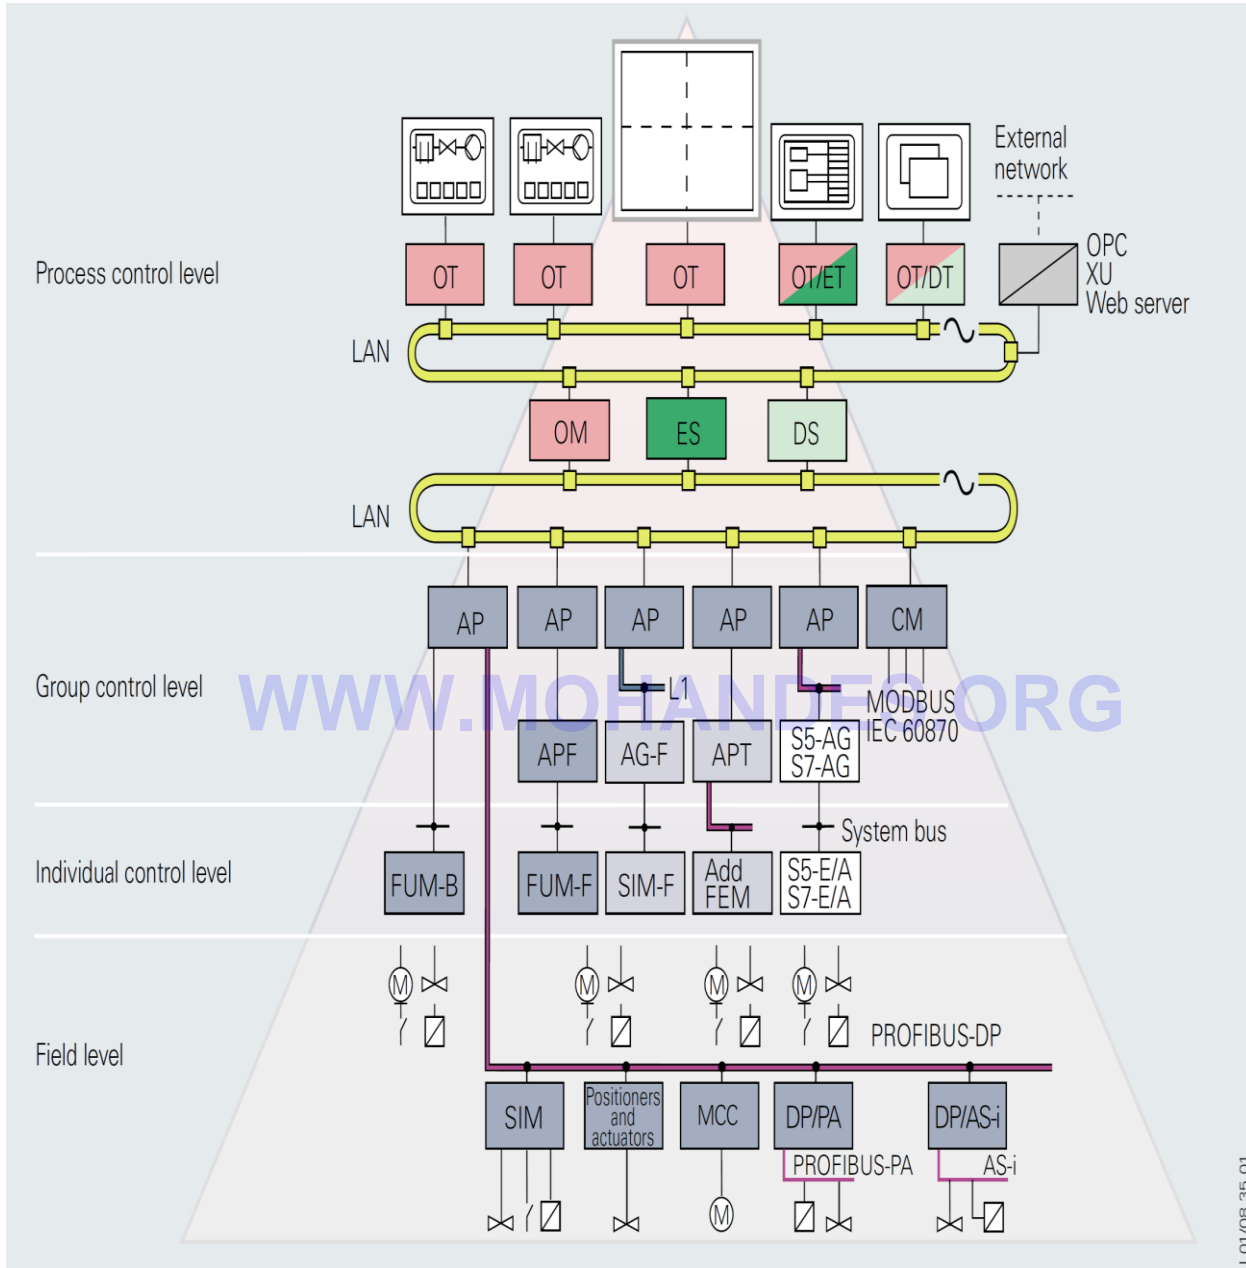 External
network
OPC
XU
Web server
Process control level
OT
OT
OT
OT/ET
OT/DT
LAN
OM
ES
DS
LAN
AP
AP
AP
AP
AP
CM
Group control level
L1
MODBUS
IEC 60870
WWW.MOHANDES.ORG
APF
AG-F
APT
S5-AG
S7-AG
System bus
Individual control level
FUM-B
FUM-F
SIM-F
Add
FEM
S5-E/A
S7-E/A
M
M
M
M
Field level
PROFIBUS-DP
SIM
Positioners
and
actuators
MCC
DP/PA
DP/AS-i
PROFIBUS-PA
AS-i
M